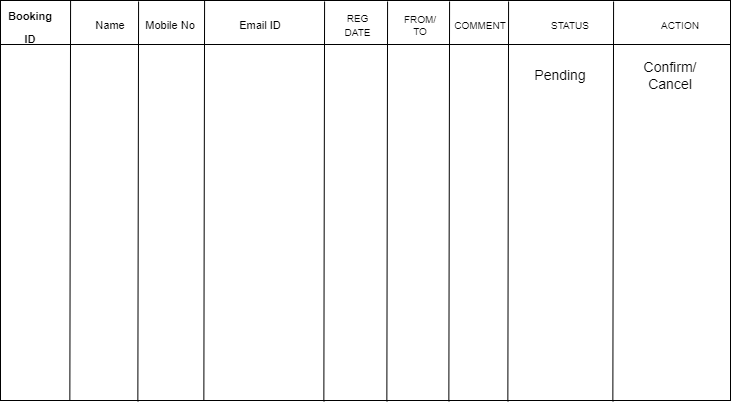 Booking
ID
Name
Mobile No
Email ID
REG
DATE
FROM/
TO
COMMENT
STATUS
ACTION
Pending
Confirm/
Cancel